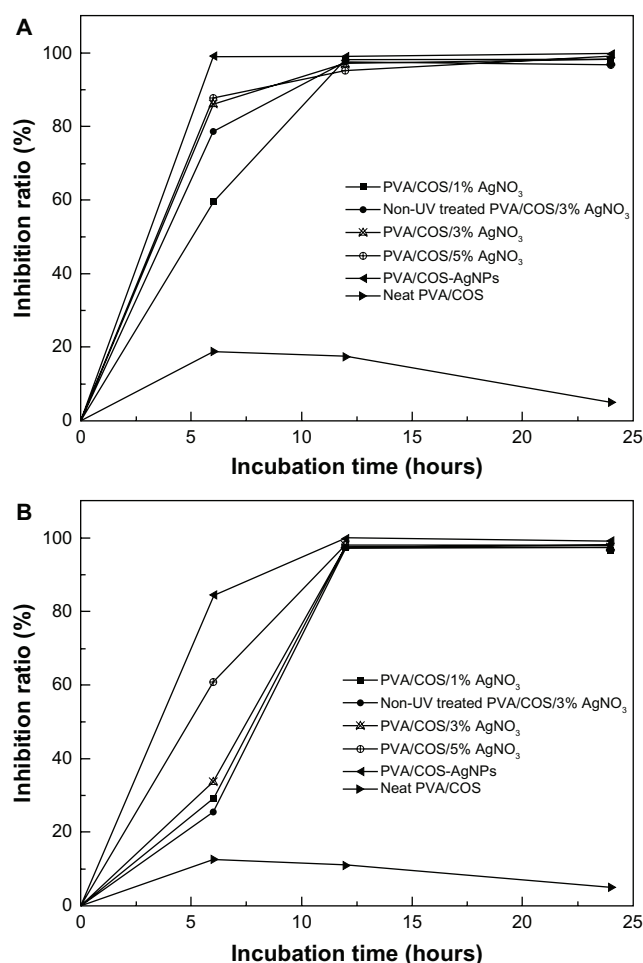 A
100
80
60
40
20
0
Inhibition ratio (%)
PVA/COS/1% AgNO₃
Non-UV treated PVA/COS/3% AgNO₃
PVA/COS/3% AgNO₃
PVA/COS/5% AgNO₃
PVA/COS-AgNPs
Neat PVA/COS
0 5 10 15 20 25
Incubation time (hours)
B
100
80
60
40
20
0
Inhibition ratio (%)
PVA/COS/1% AgNO₃
Non-UV treated PVA/COS/3% AgNO₃
PVA/COS/3% AgNO₃
PVA/COS/5% AgNO₃
PVA/COS-AgNPs
Neat PVA/COS
0 5 10 15 20 25
Incubation time (hours)